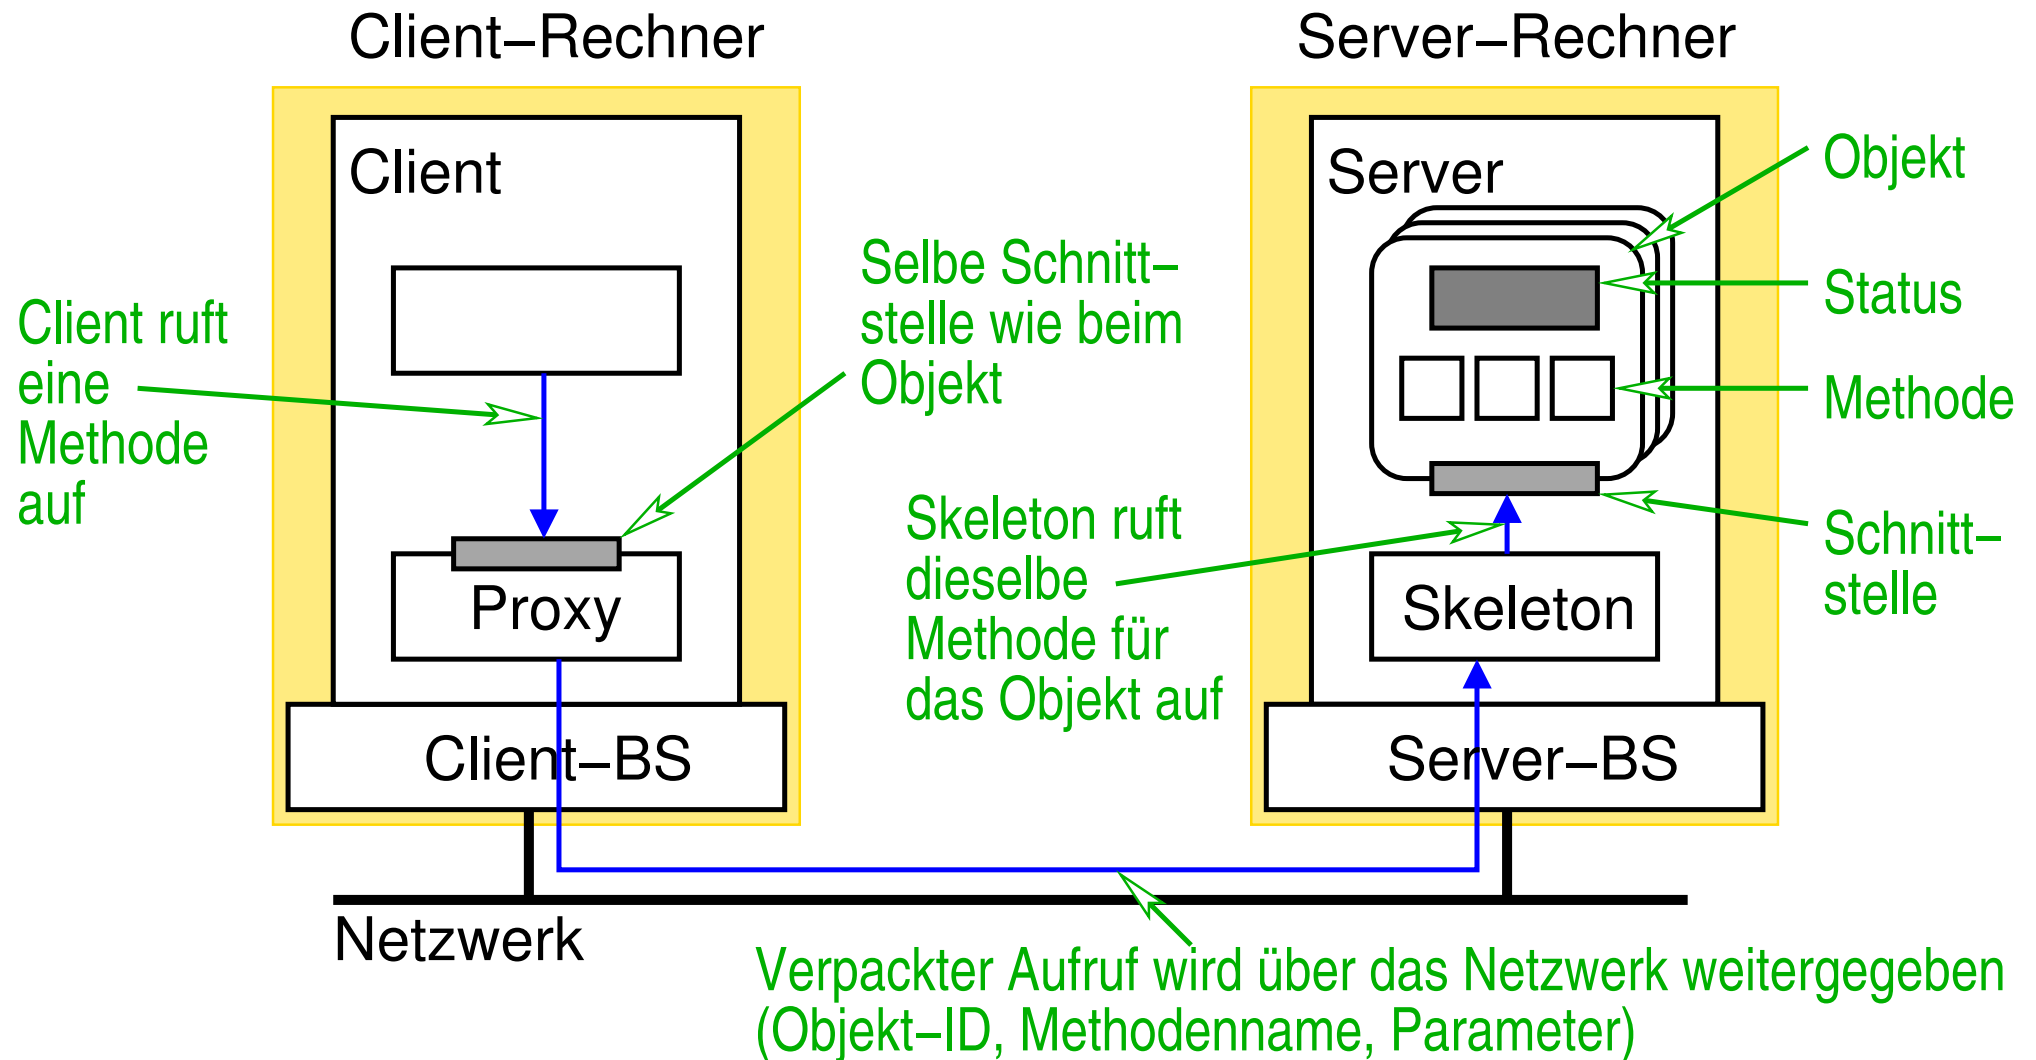 Client–Rechner
Server–Rechner
Client
Server
Objekt
Status
Methode
Schnitt–
stelle
Selbe Schnitt–
stelle wie beim
Objekt
Client ruft
eine
Methode
auf
Proxy
Skeleton ruft
dieselbe
Methode für
das Objekt auf
Skeleton
Client–BS
Server–BS
Netzwerk
Verpackter Aufruf wird über das Netzwerk weitergegeben
(Objekt–ID, Methodenname, Parameter)